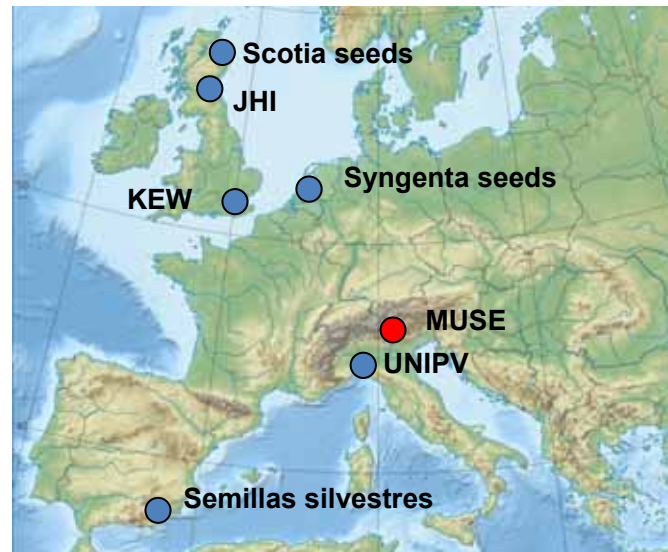 Scotia seeds
JHI
Syngenta seeds
KEW
MUSE
UNIPV
Semillas silvestres